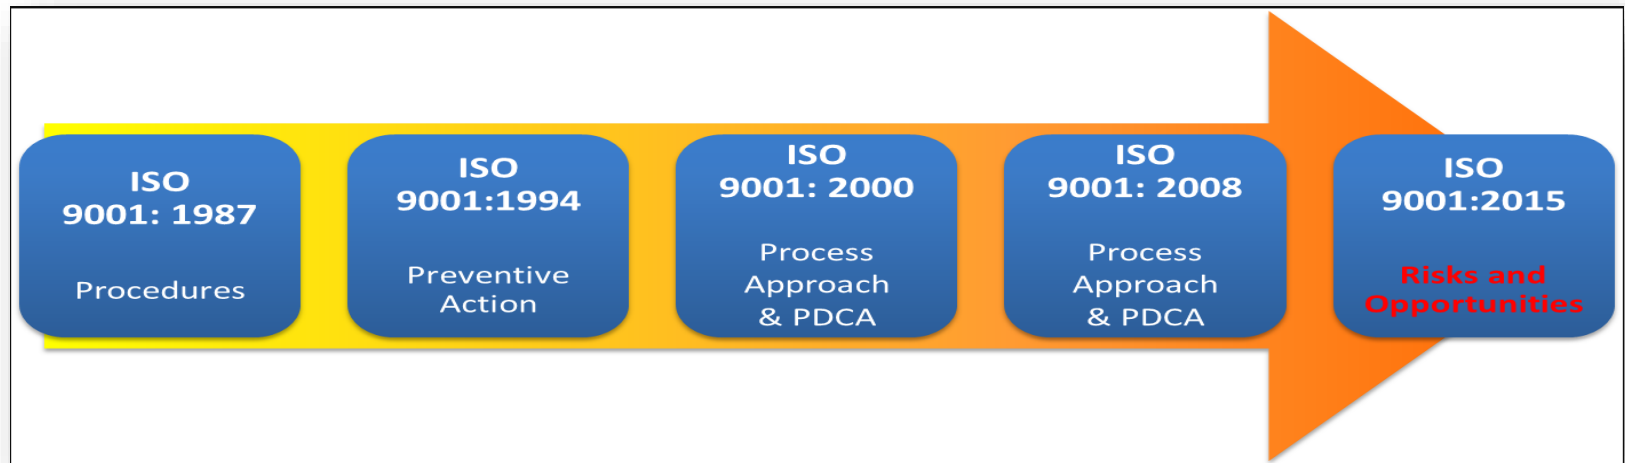 ISO
9001: 1987
Procedures
ISO
9001:1994
Preventive
Action
ISO
9001: 2000
Process
Approach
& PDCA
ISO
9001: 2008
Process
Approach
& PDCA
ISO
9001:2015
Risks and
Opportunities